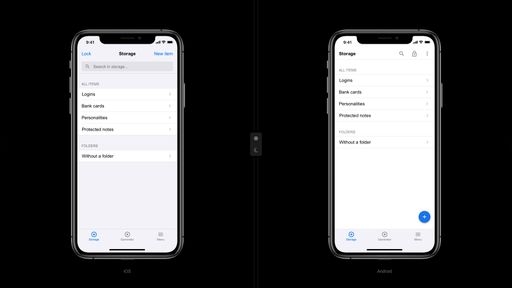 9:41
Lock Storage New item
Search in storage...
ALL ITEMS
Logins
Bank cards
Personalities
Protected notes
FOLDERS
Without a folder
Storage Generator Menu
iOS
9:41
Storage
ALL ITEMS
Logins
Bank cards
Personalities
Protected notes
FOLDERS
Without a folder
Storage Generator Menu
Android